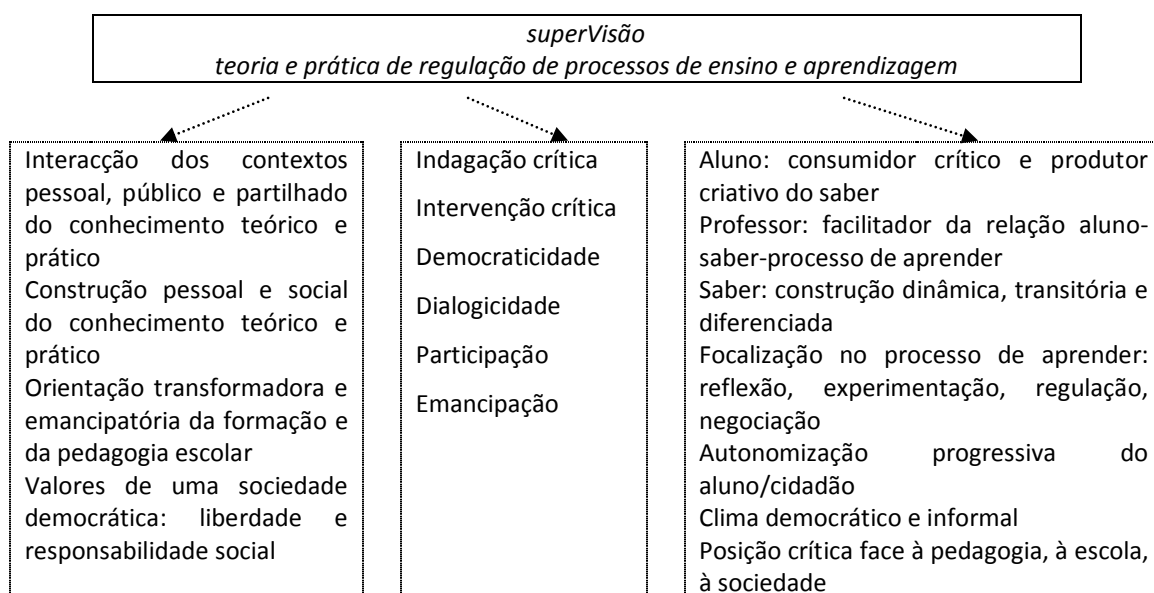 superVisão
teoria e prática de regulação de processos de ensino e aprendizagem
Interacção dos contextos
pessoal, público e partilhado
do conhecimento teórico e
prático
Construção pessoal e social
do conhecimento teórico e
prático
Orientação transformadora e
emancipatória da formação e
da pedagogia escolar
Valores de uma sociedade
democrática: liberdade e
responsabilidade social
Indagação crítica
Intervenção crítica
Democraticidade
Dialogicidade
Participação
Emancipação
Aluno: consumidor crítico e produtor
criativo do saber
Professor: facilitador da relação aluno-
saber-processo de aprender
Saber: construção dinâmica, transitória e
diferenciada
Focalização no processo de aprender:
reflexão, experimentação, regulação,
negociação
Autonomização progressiva do
aluno/cidadão
Clima democrático e informal
Posição crítica face à pedagogia, à escola,
à sociedade